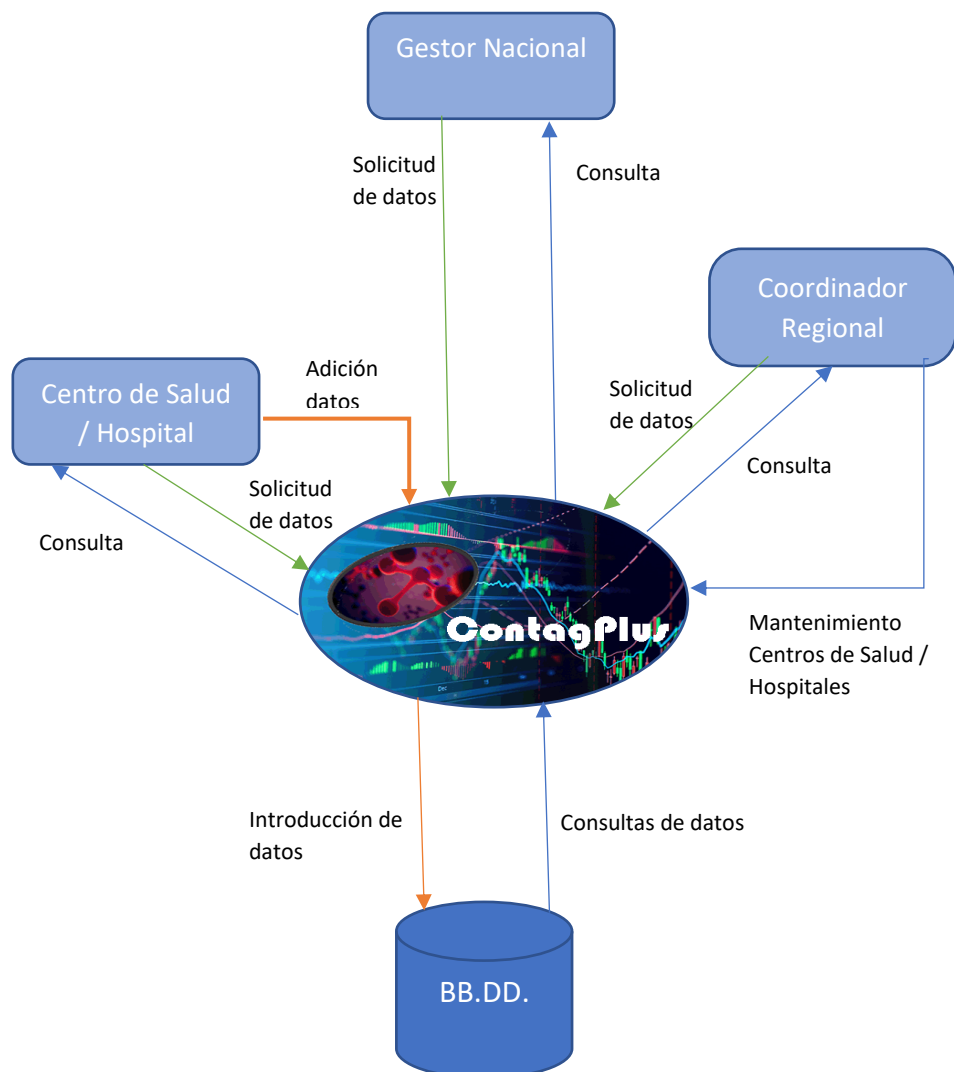 Gestor Nacional
Solicitud
de datos
Consulta
Coordinador
Regional
Adición
datos
Centro de Salud
/ Hospital
Solicitud
de datos
Consulta
Solicitud
de datos
Consulta
ContagPlus
Dec
Mantenimiento
Centros de Salud /
Hospitales
Introducción de
datos
Consultas de datos
BB.DD.